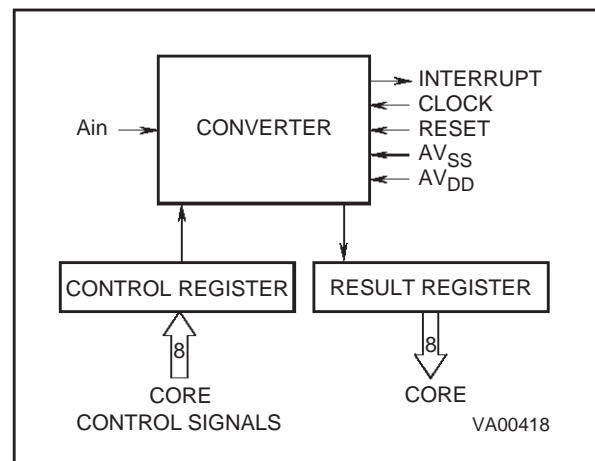 INTERRUPT
CLOCK
Ain
CONVERTER
RESET
AVSS
AVDD
CONTROL REGISTER
RESULT REGISTER
8
8
CORE
CONTROL SIGNALS
CORE
VA00418